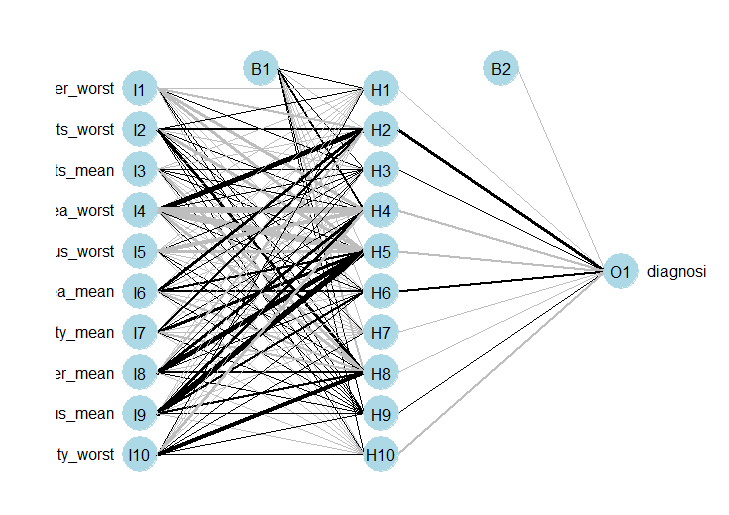 B1 B2
er_worst I1 H1
ts_worst I2 H2
ts_mean I3 H3
ea_worst I4 H4
us_worst I5 H5
O1 diagnosi
ea_mean I6 H6
ty_mean I7 H7
er_mean I8 H8
us_mean I9 H9
ty_worst I10 H10